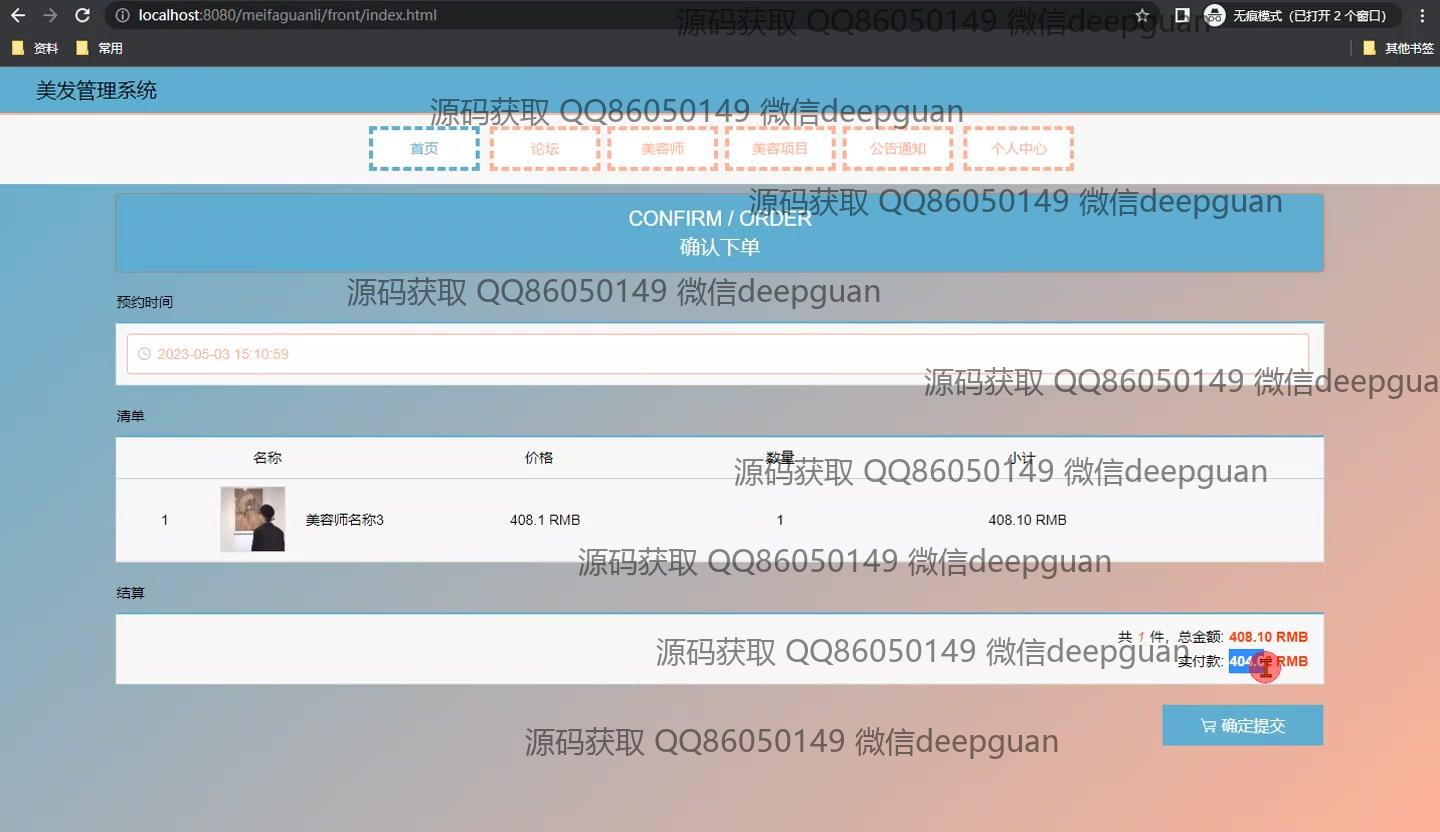 localhost:8080/meifaguanli/front/index.html
无痕模式（已打开 2 个窗口）
资料 常用 其他书签
源码获取 QQ86050149 微信deepguan
美发管理系统
源码获取 QQ86050149 微信deepguan
首页 论坛 美容师 美容项目 公告通知 个人中心
源码获取 QQ86050149 微信deepguan
CONFIRM / ORDER
确认下单
源码获取 QQ86050149 微信deepguan
预约时间
2023-05-03 15:10:59
源码获取 QQ86050149 微信deepgua
清单
名称 价格 数量 小计
源码获取 QQ86050149 微信deepguan
1 美容师名称3 408.1 RMB 1 408.10 RMB
源码获取 QQ86050149 微信deepguan
结算
共 1 件，总金额: 408.10 RMB
源码获取 QQ86050149 微信deepguan
实付款: RMB
确定提交
源码获取 QQ86050149 微信deepguan